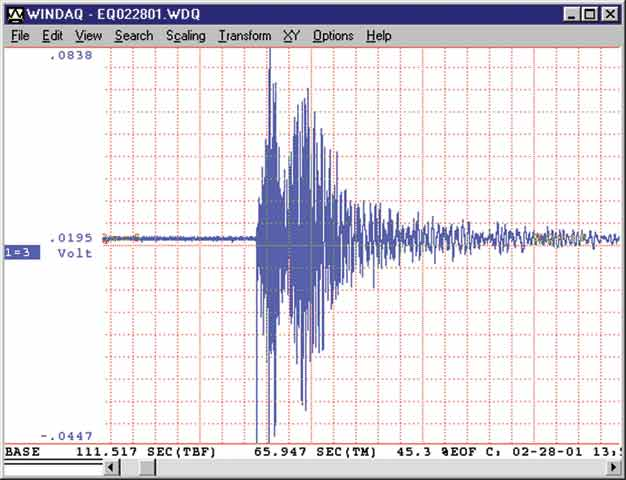 WINDAQ - EQ022801.WDQ
File Edit View Search Scaling Transform XY Options Help
.0838
.0195
1=3 Volt
-.0447
BASE 111.517 SEC(TBF) 65.947 SEC(TM) 45.3 %EOF C: 02-28-01